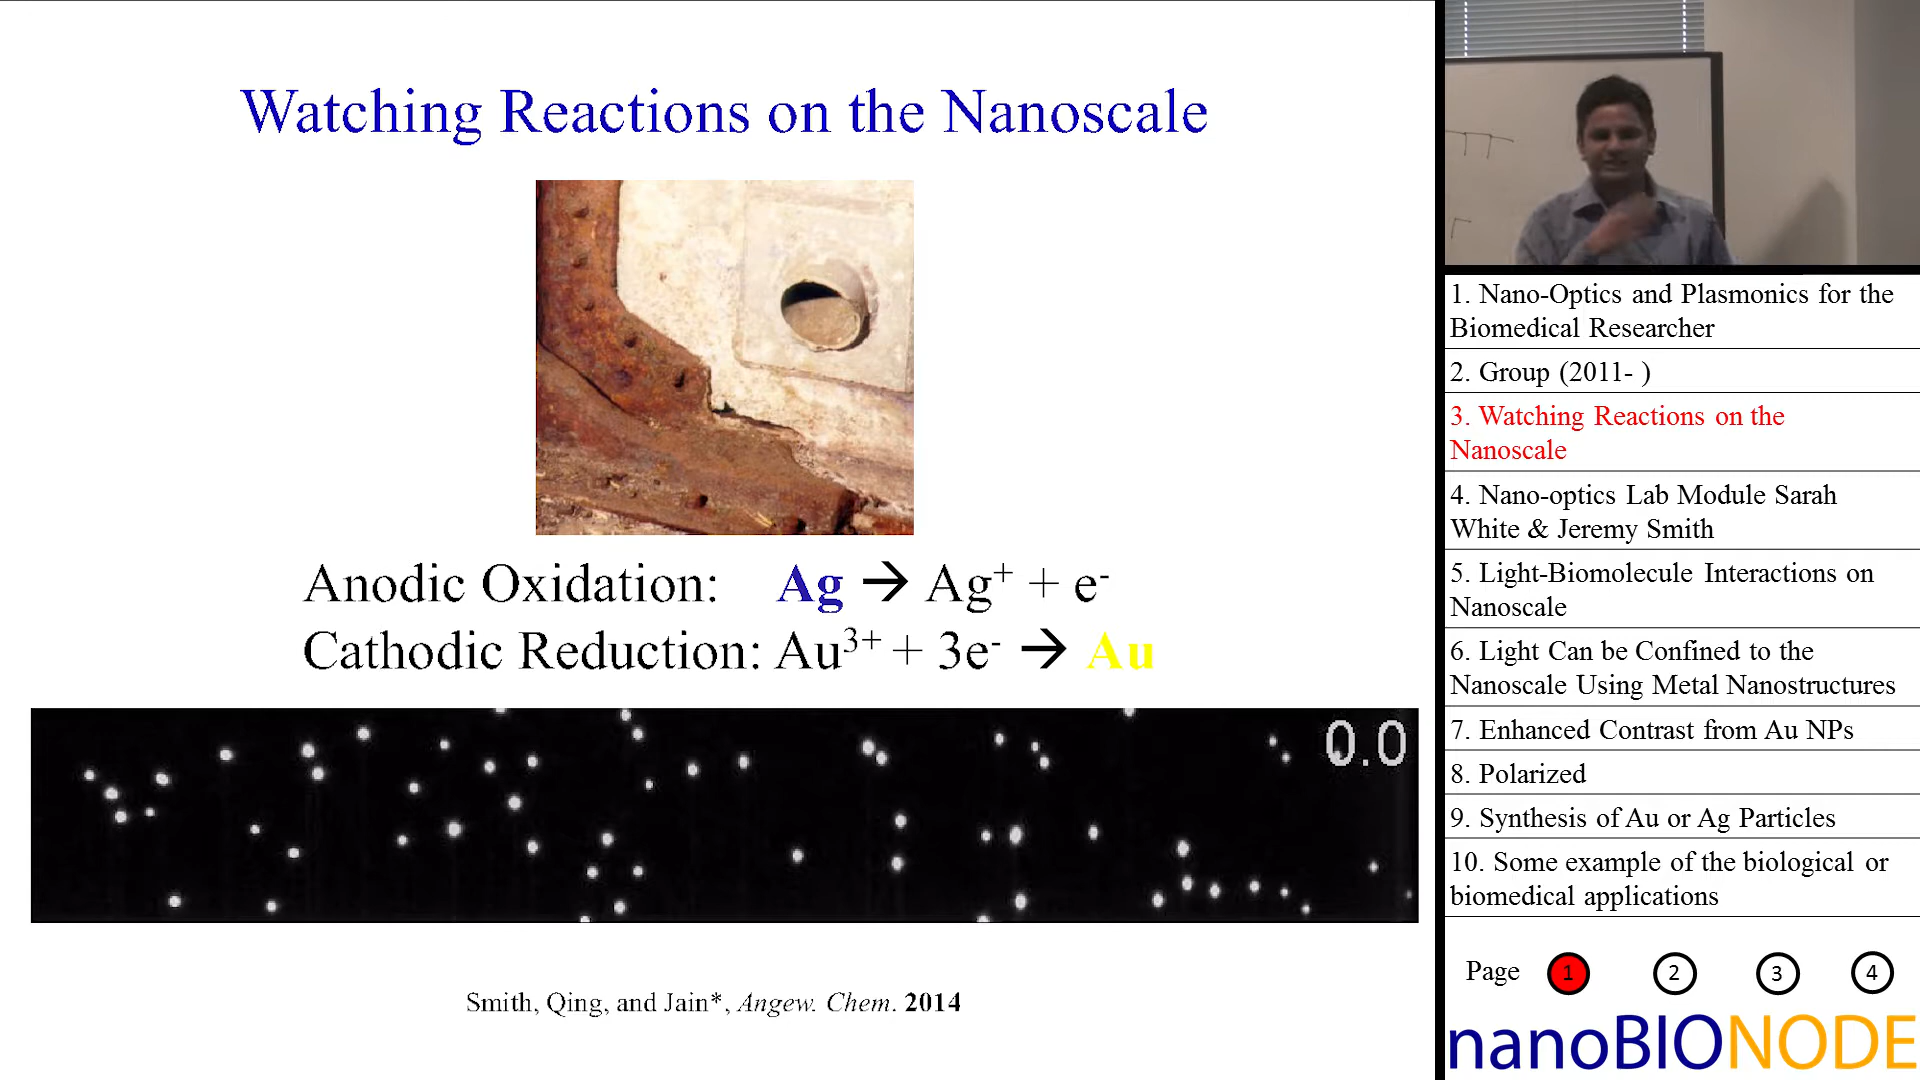 Watching Reactions on the Nanoscale
Anodic Oxidation: Ag → Ag⁺ + e⁻
Cathodic Reduction: Au³⁺ + 3e⁻ → Au
0.0
Smith, Qing, and Jain*, Angew. Chem. 2014
1. Nano-Optics and Plasmonics for the
Biomedical Researcher
2. Group (2011- )
3. Watching Reactions on the
Nanoscale
4. Nano-optics Lab Module Sarah
White & Jeremy Smith
5. Light-Biomolecule Interactions on
Nanoscale
6. Light Can be Confined to the
Nanoscale Using Metal Nanostructures
7. Enhanced Contrast from Au NPs
8. Polarized
9. Synthesis of Au or Ag Particles
10. Some example of the biological or
biomedical applications
Page 1 2 3 4
nanoBIONODE